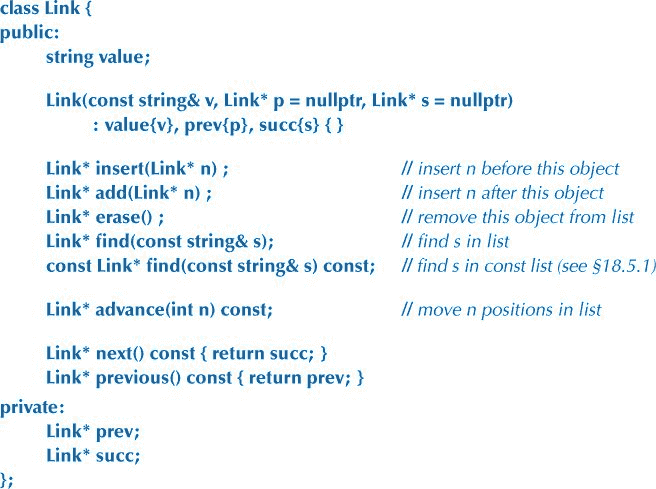 class Link {
public:
string value;
Link(const string& v, Link* p = nullptr, Link* s = nullptr)
: value{v}, prev{p}, succ{s} { }
Link* insert(Link* n) ; // insert n before this object
Link* add(Link* n) ; // insert n after this object
Link* erase() ; // remove this object from list
Link* find(const string& s); // find s in list
const Link* find(const string& s) const; // find s in const list (see §18.5.1)
Link* advance(int n) const; // move n positions in list
Link* next() const { return succ; }
Link* previous() const { return prev; }
private:
Link* prev;
Link* succ;
};